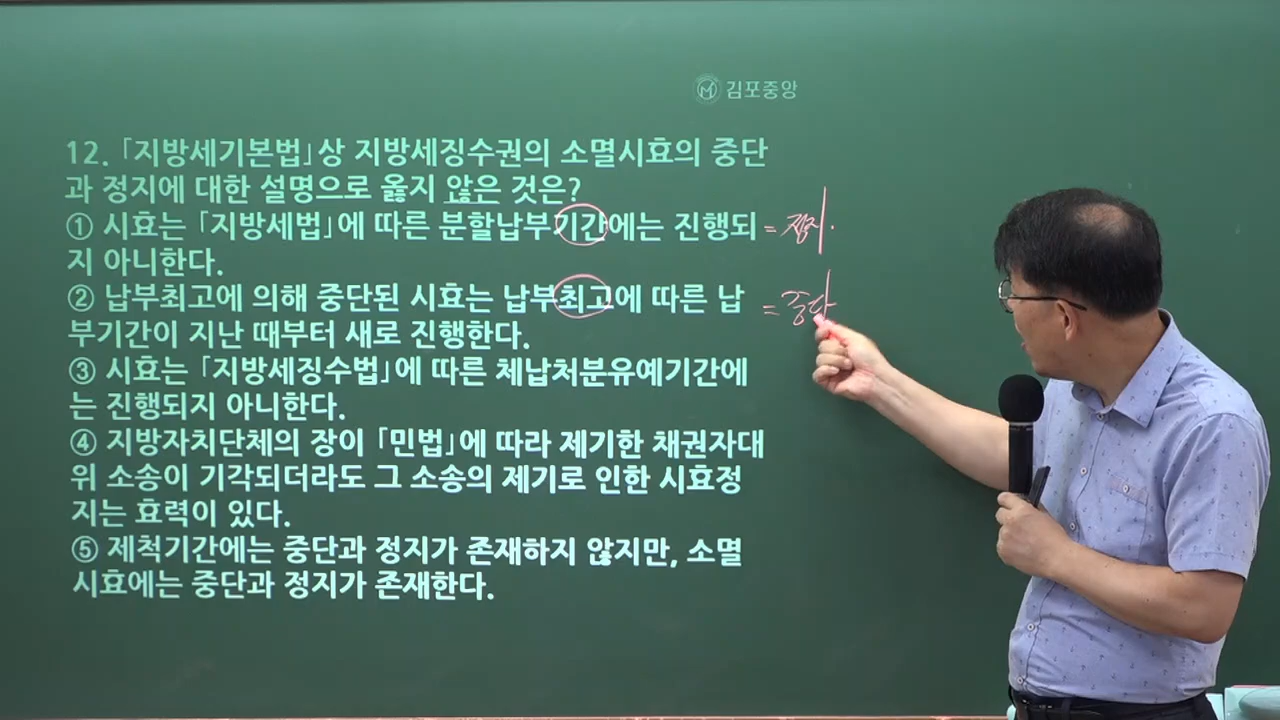 김포중앙
12. 「지방세기본법」상 지방세징수권의 소멸시효의 중단
과 정지에 대한 설명으로 옳지 않은 것은?
① 시효는 「지방세법」에 따른 분할납부기간에는 진행되 = 정지.
지 아니한다.
② 납부최고에 의해 중단된 시효는 납부최고에 따른 납 = 중단
부기간이 지난 때부터 새로 진행한다.
③ 시효는 「지방세징수법」에 따른 체납처분유예기간에
는 진행되지 아니한다.
④ 지방자치단체의 장이 「민법」에 따라 제기한 채권자대
위 소송이 기각되더라도 그 소송의 제기로 인한 시효정
지는 효력이 있다.
⑤ 제척기간에는 중단과 정지가 존재하지 않지만, 소멸
시효에는 중단과 정지가 존재한다.